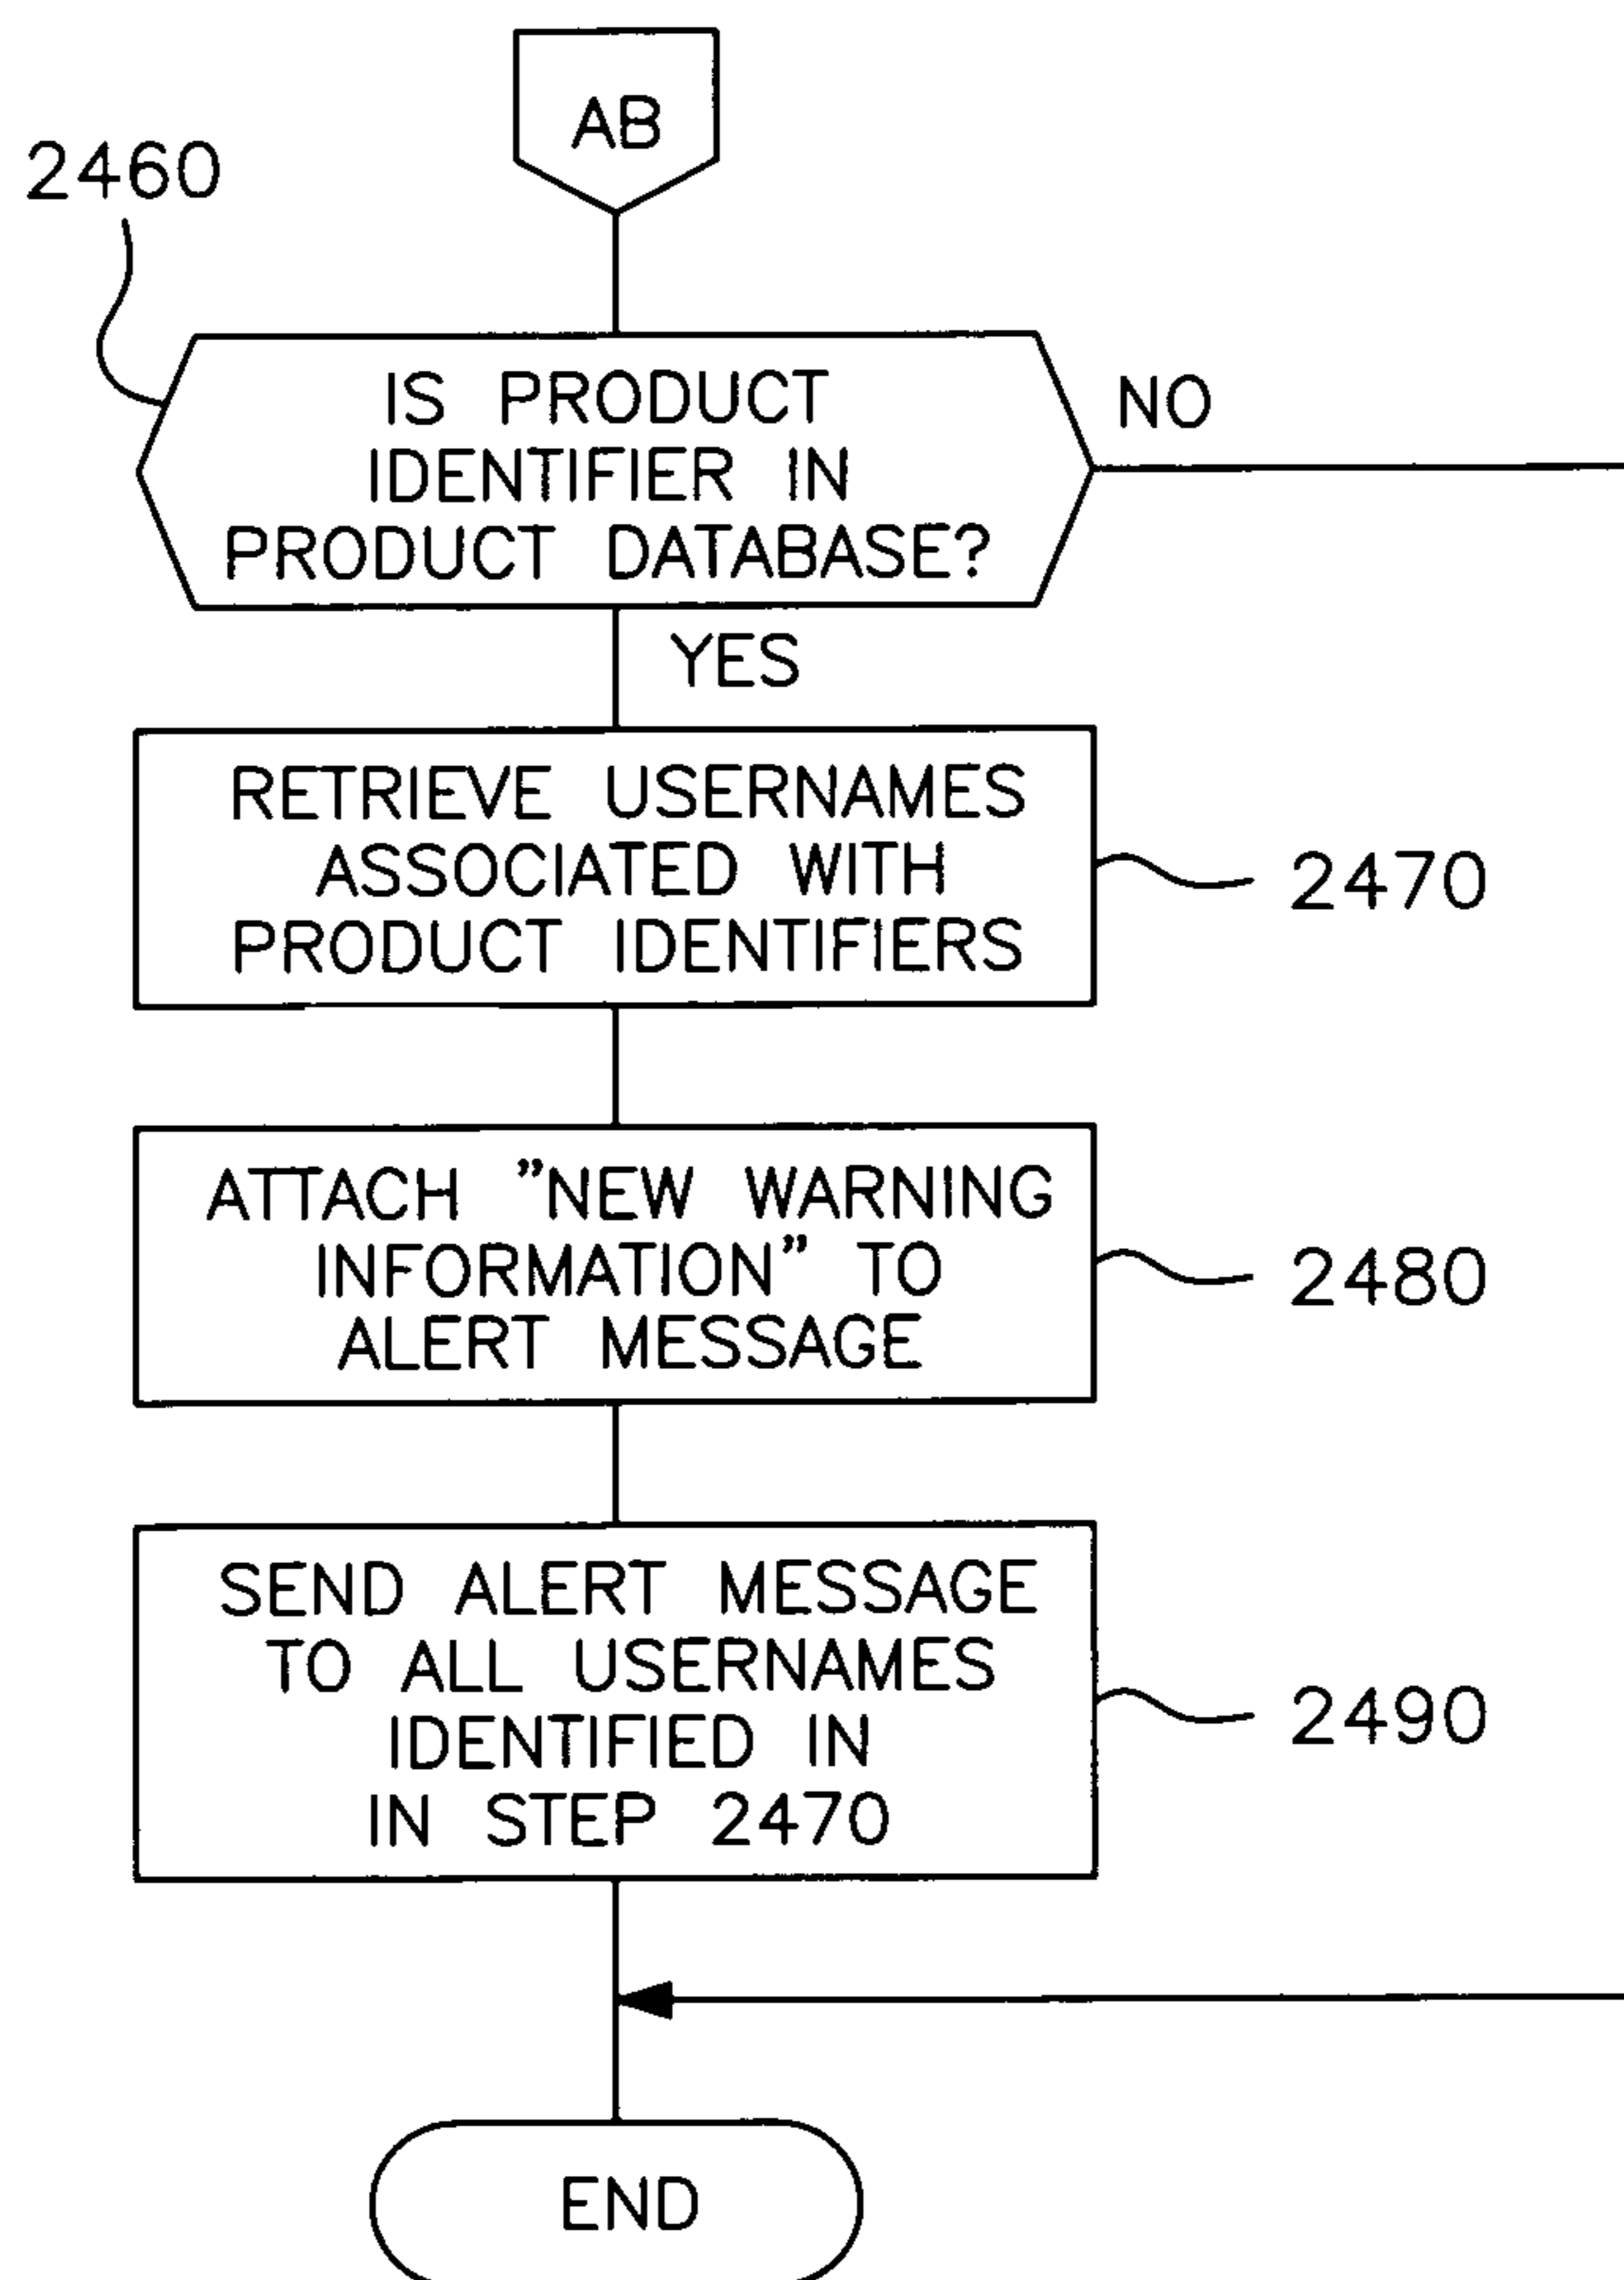 AB
2460
IS PRODUCT
IDENTIFIER IN
PRODUCT DATABASE?
NO
YES
RETRIEVE USERNAMES
ASSOCIATED WITH
PRODUCT IDENTIFIERS
2470
ATTACH ”NEW WARNING
INFORMATION” TO
ALERT MESSAGE
2480
SEND ALERT MESSAGE
TO ALL USERNAMES
IDENTIFIED IN
IN STEP 2470
2490
END